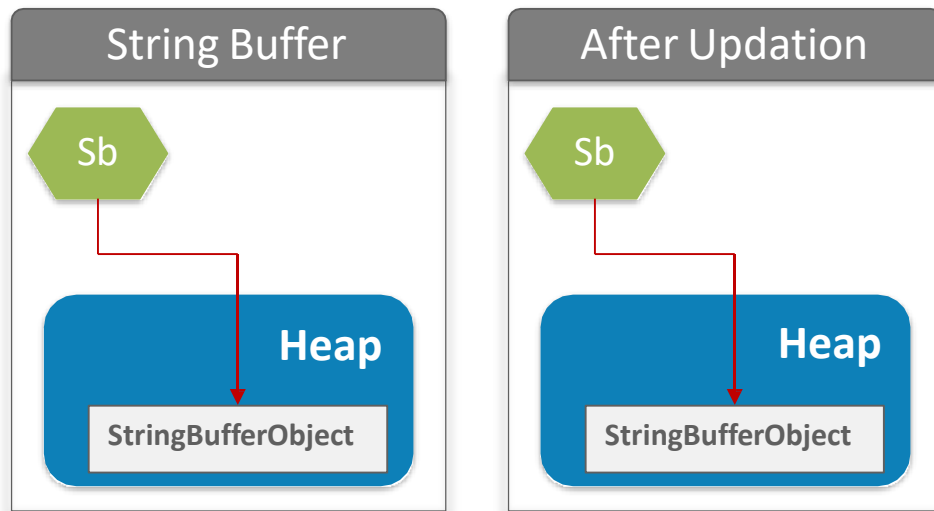 String Buffer
Sb
Heap
StringBufferObject
After Updation
Sb
Heap
StringBufferObject